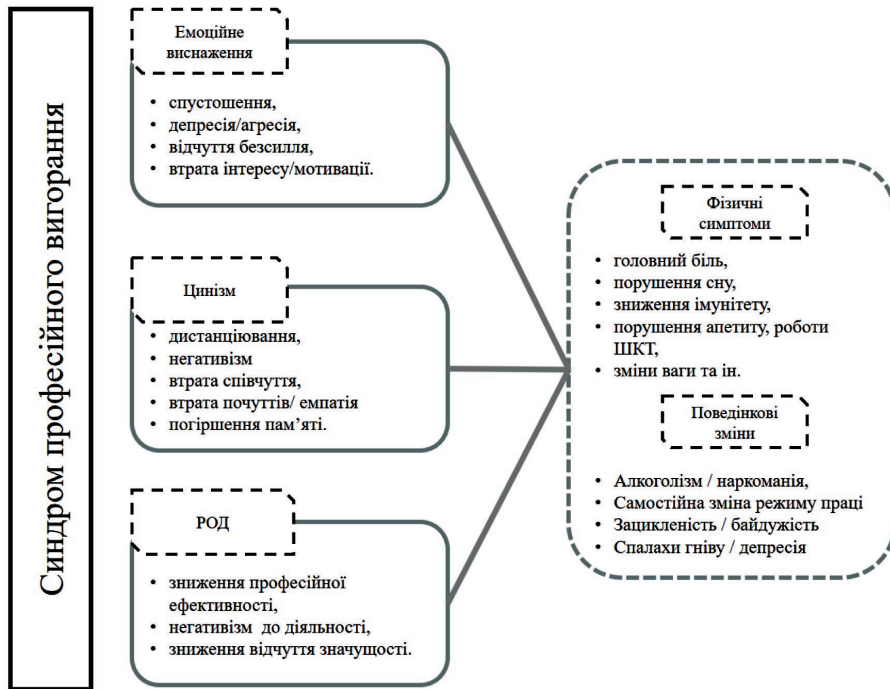 Синдром професійного вигорання
Емоційне
виснаження
• спустошення,
• депресія/агресія,
• відчуття безсилля,
• втрата інтересу/мотивації.
Цинізм
• дистанціювання,
• негативізм
• втрата співчуття,
• втрата почуттів/ емпатія
• погіршення пам’яті.
РОД
• зниження професійної
ефективності,
• негативізм до діяльності,
• зниження відчуття значущості.
Фізичні
симптоми
• головний біль,
• порушення сну,
• зниження імунітету,
• порушення апетиту, роботи
ШКТ,
• зміни ваги та ін.
Поведінкові
зміни
• Алкоголізм / наркоманія,
• Самостійна зміна режиму праці
• Зацикленість / байдужість
• Спалахи гніву / депресія